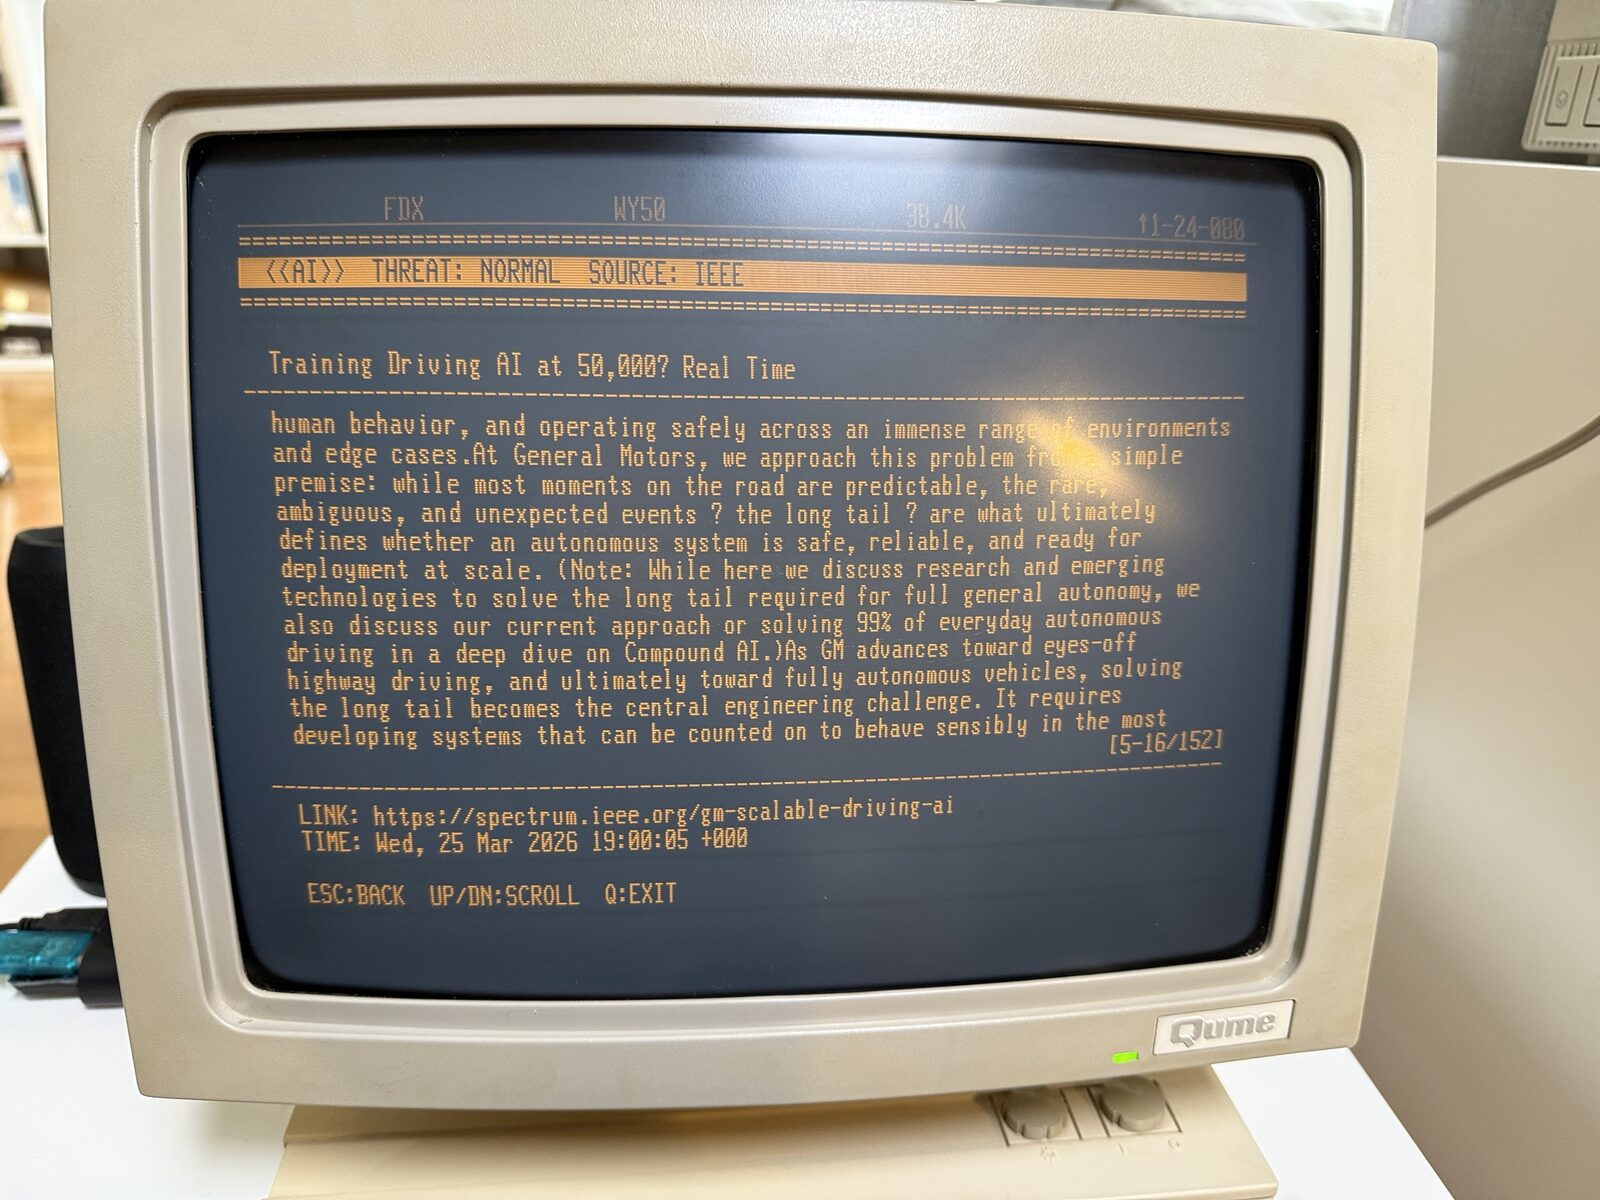 FDX WY50 38.4K 11-24-080
================================================================================
<<AI>> THREAT: NORMAL SOURCE: IEEE
================================================================================
Training Driving AI at 50,000? Real Time
--------------------------------------------------------------------------------
human behavior, and operating safely across an immense range of environments
and edge cases.At General Motors, we approach this problem simple
premise: while most moments on the road are predictable, the rare,
ambiguous, and unexpected events ? the long tail ? are what ultimately
defines whether an autonomous system is safe, reliable, and ready for
deployment at scale. (Note: While here we discuss research and emerging
technologies to solve the long tail required for full general autonomy, we
also discuss our current approach or solving 99% of everyday autonomous
driving in a deep dive on Compound AI.)As GM advances toward eyes-off
highway driving, and ultimately toward fully autonomous vehicles, solving
the long tail becomes the central engineering challenge. It requires
developing systems that can be counted on to behave sensibly in the most
[5-16/152]
--------------------------------------------------------------------------------
LINK: https://spectrum.ieee.org/gm-scalable-driving-ai
TIME: Wed, 25 Mar 2026 19:00:05 +000
ESC:BACK UP/DN:SCROLL Q:EXIT
Qume